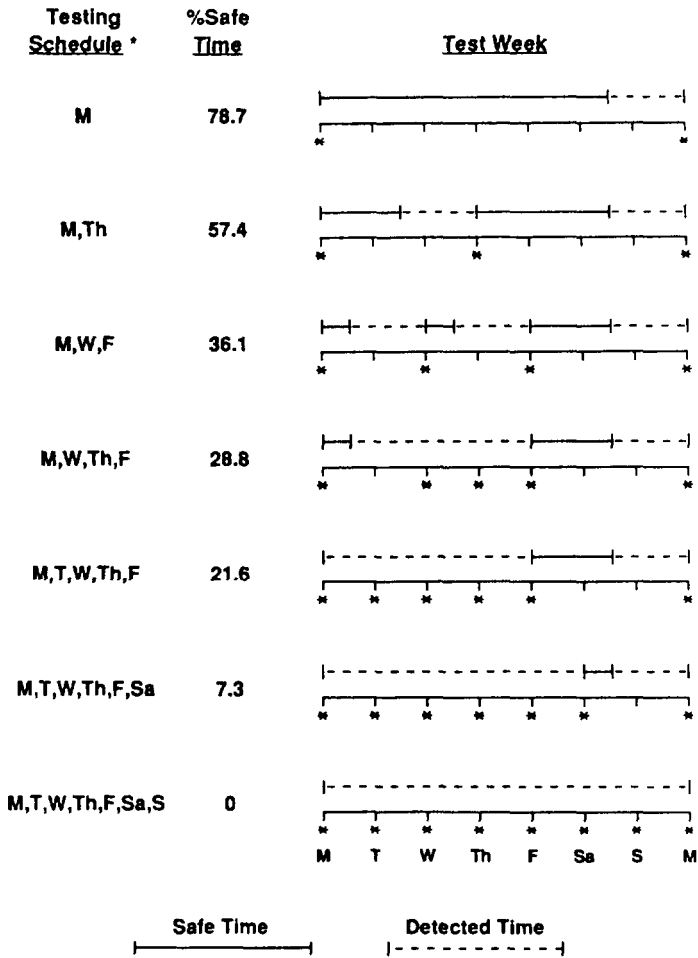 Testing %Safe
Schedule * Time Test Week
M 78.7
* *
M,Th 57.4
* * *
M,W,F 36.1
* * * *
M,W,Th,F 28.8
* * * * *
M,T,W,Th,F 21.6
* * * * * *
M,T,W,Th,F,Sa 7.3
* * * * * * *
M,T,W,Th,F,Sa,S 0
* * * * * * * *
M T W Th F Sa S M
Safe Time Detected Time